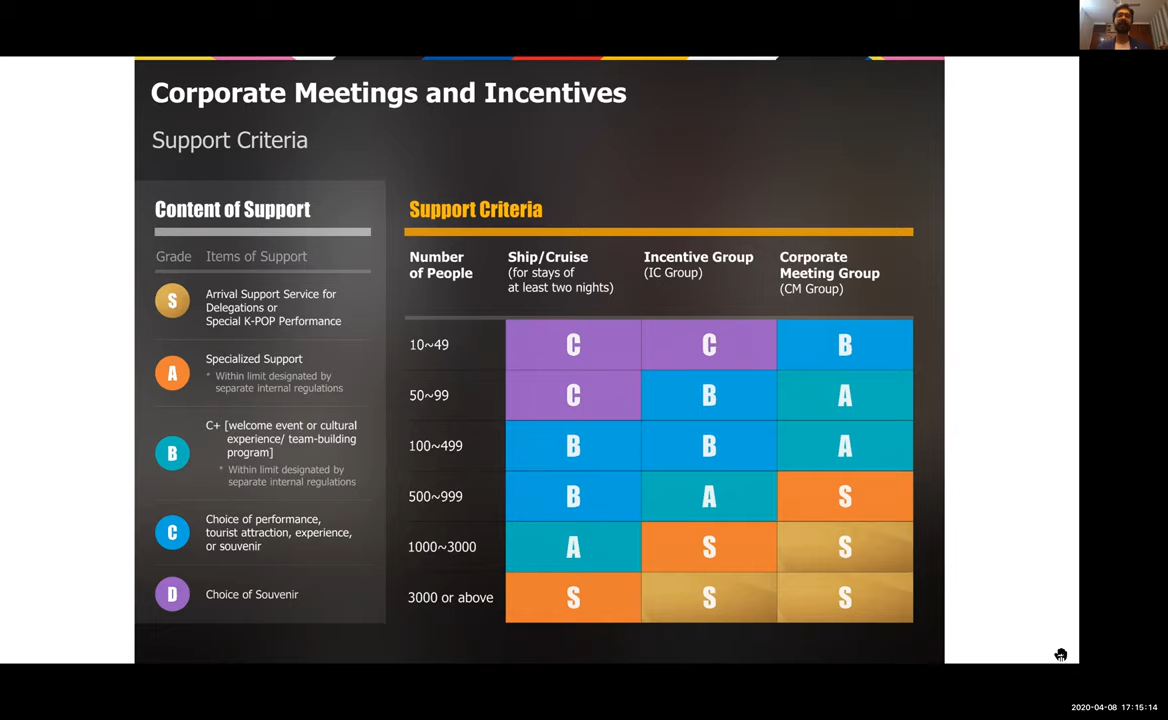 Corporate Meetings and Incentives
Support Criteria
Content of Support
Grade Items of Support
S Arrival Support Service for
Delegations or
Special K-POP Performance
A Specialized Support
* Within limit designated by
separate internal regulations
B C+ [welcome event or cultural
experience/ team-building
program]
* Within limit designated by
separate internal regulations
C Choice of performance,
tourist attraction, experience,
or souvenir
D Choice of Souvenir
Support Criteria
Number
of People
Ship/Cruise
(for stays of
at least two nights)
Incentive Group
(IC Group)
Corporate
Meeting Group
(CM Group)
10~49 C C B
50~99 C B A
100~499 B B A
500~999 B A S
1000~3000 A S S
3000 or above S S S
2020-04-08 17:15:14